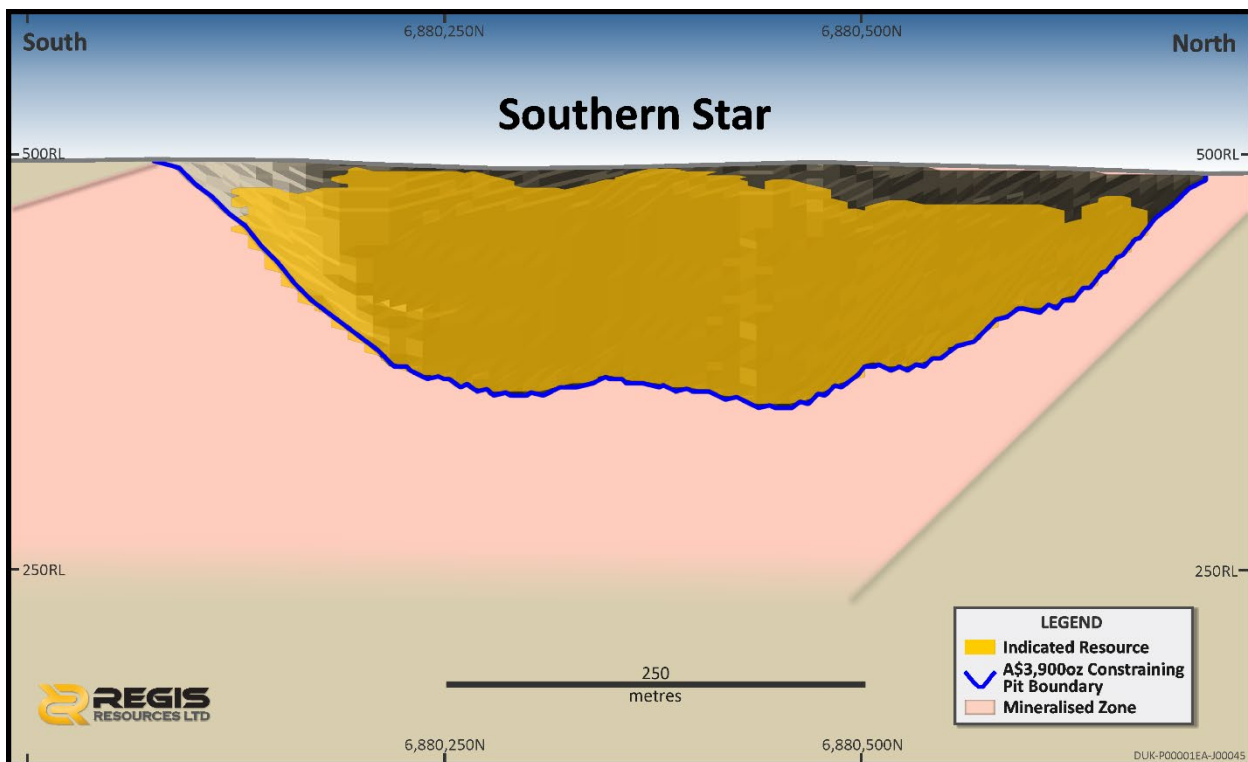 South
6,880,250N
6,880,500N
North
Southern Star
500RL
500RL
250RL
250RL
LEGEND
Indicated Resource
A$3,900oz Constraining
Pit Boundary
Mineralised Zone
250
metres
REGIS
RESOURCES LTD
6,880,250N
6,880,500N
DUK-P00001EA-J00045